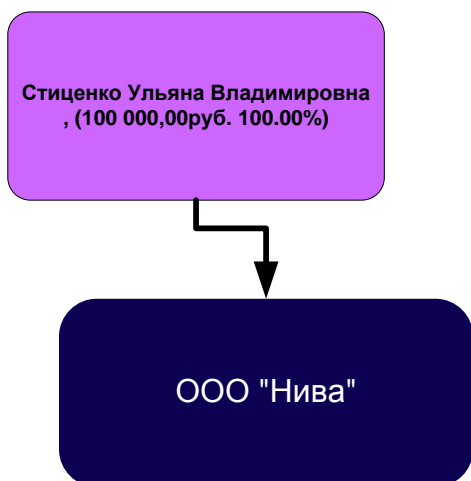 Стиценко Ульяна Владимировна
, (100 000,00руб. 100.00%)
ООО "Нива"